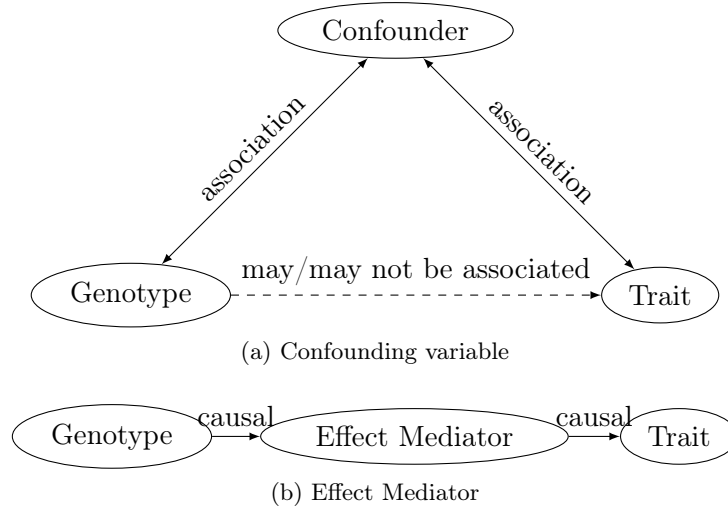 Confounder
association
association
may/may not be associated
Genotype
Trait
(a) Confounding variable
causal
causal
Genotype
Effect Mediator
Trait
(b) Effect Mediator